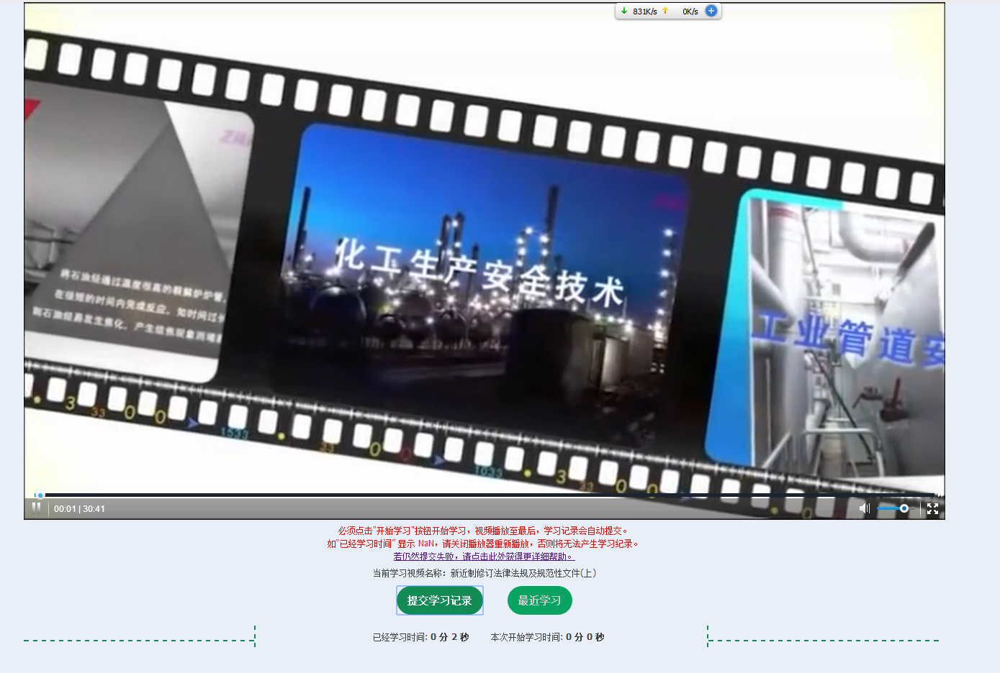 831K/s 0K/s
将石油烃通过温度很高的裂解炉炉管,
在很短的时间内完成反应。如时间过长
则石油烃易发生焦化,产生结焦现象而堵塞
化工生产安全技术
工业管道安
3 33 0 0 1533 33 0 0 1033 3 33 0 0
00:01 | 30:41
必须点击"开始学习"按钮开始学习，视频播放至最后，学习记录会自动提交。
如"已经学习时间" 显示 NaN，请关闭播放器重新播放，否则将无法产生学习纪录。
若仍然提交失败，请点击此处获得更详细帮助。
当前学习视频名称：新近制修订法律法规及规范性文件(上)
提交学习记录 最近学习
已经学习时间: 0 分 2 秒 本次开始学习时间: 0 分 0 秒